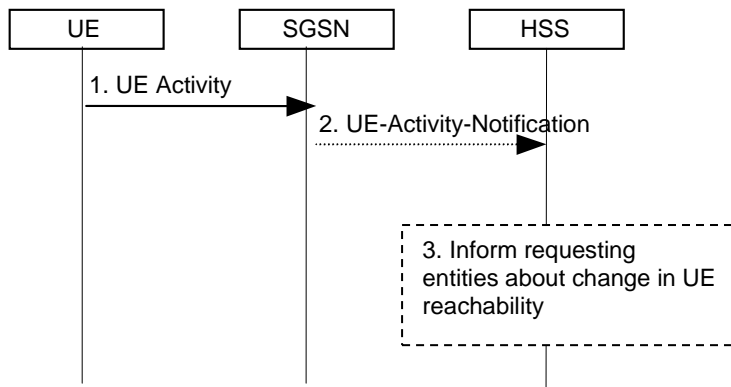 UE
SGSN
HSS
1. UE Activity
2. UE-Activity-Notification
3. Inform requesting
entities about change in UE
reachability